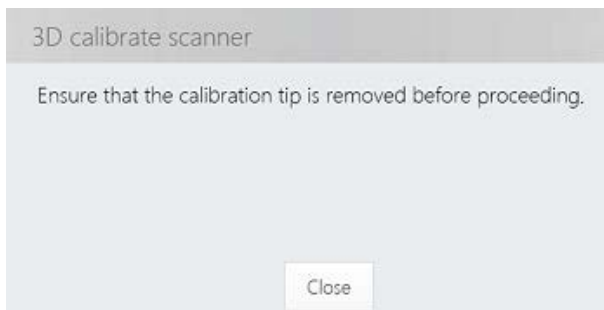 3D calibrate scanner
Ensure that the calibration tip is removed before proceeding.
Close